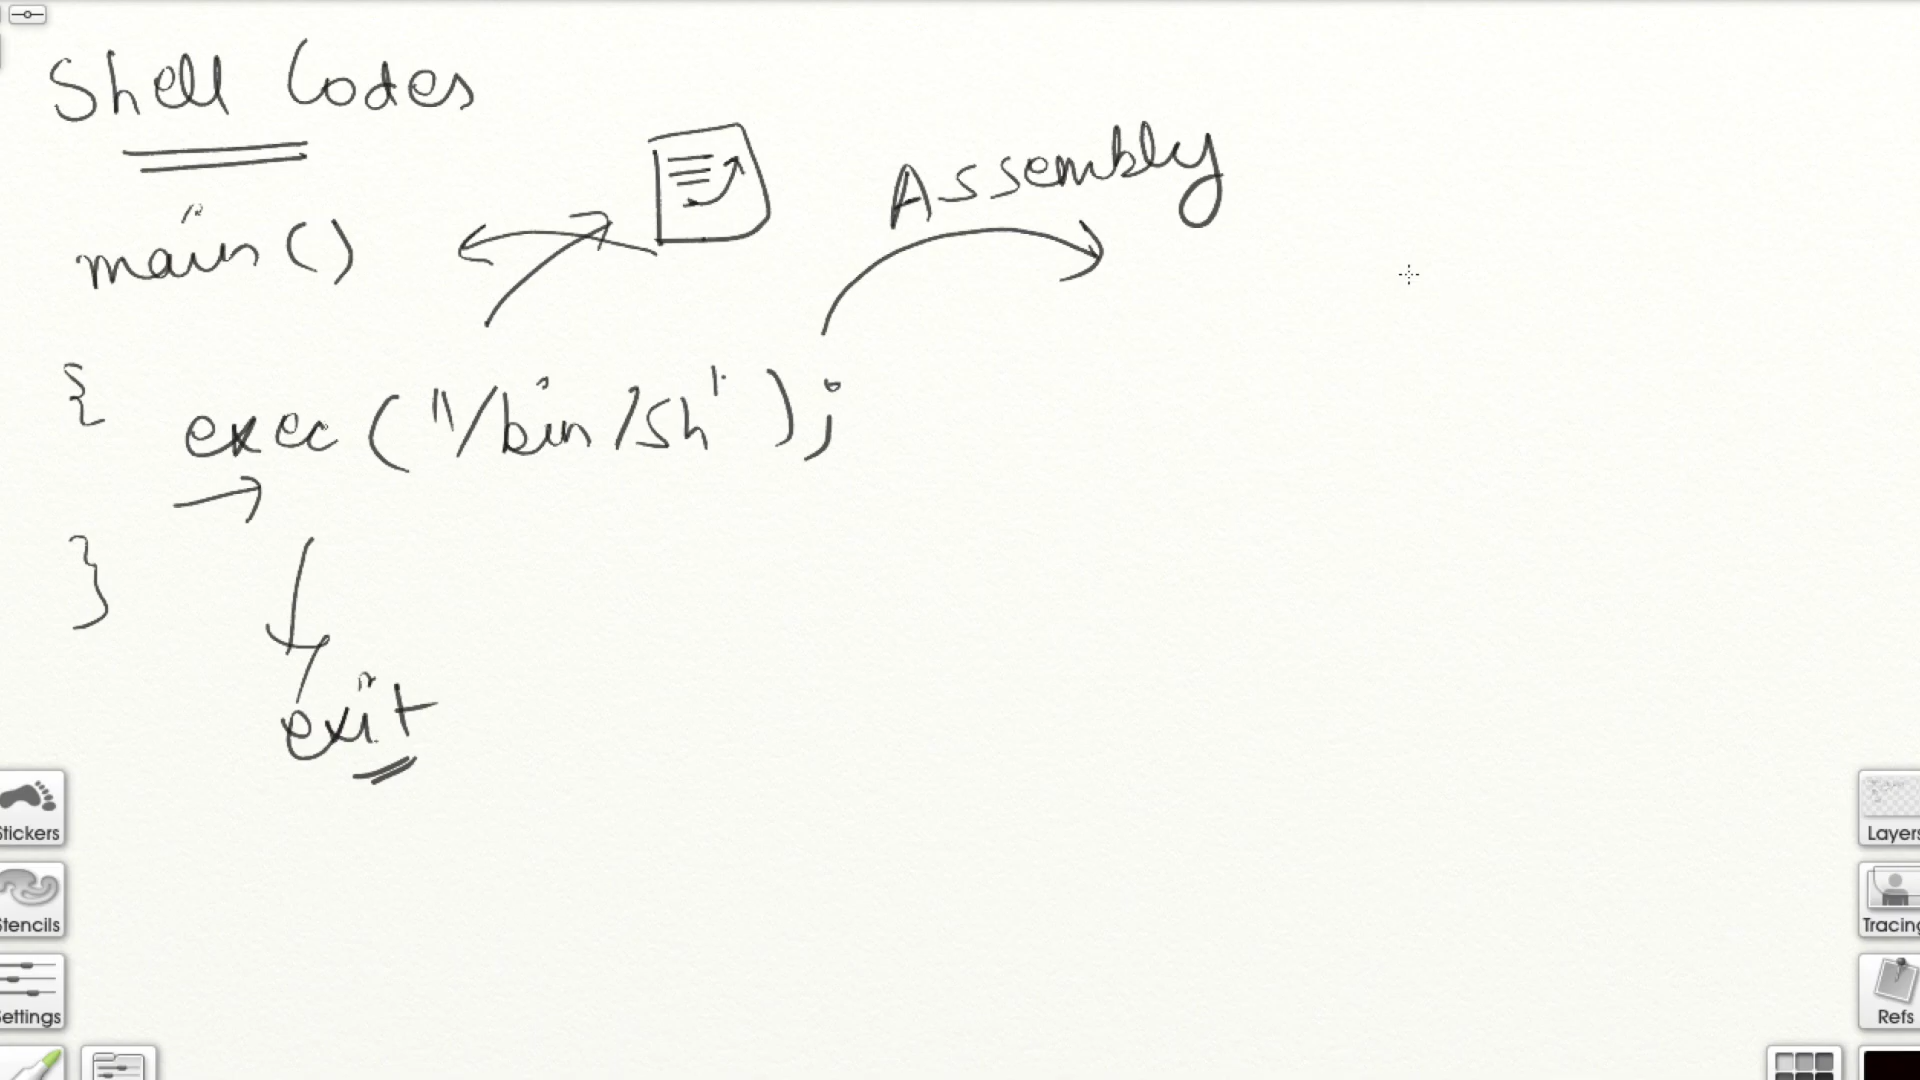 Shell Codes
Assembly
main()
{ exec("/bin/sh");
}
exit
Stickers
Stencils
Settings
Layers
Tracing
Refs